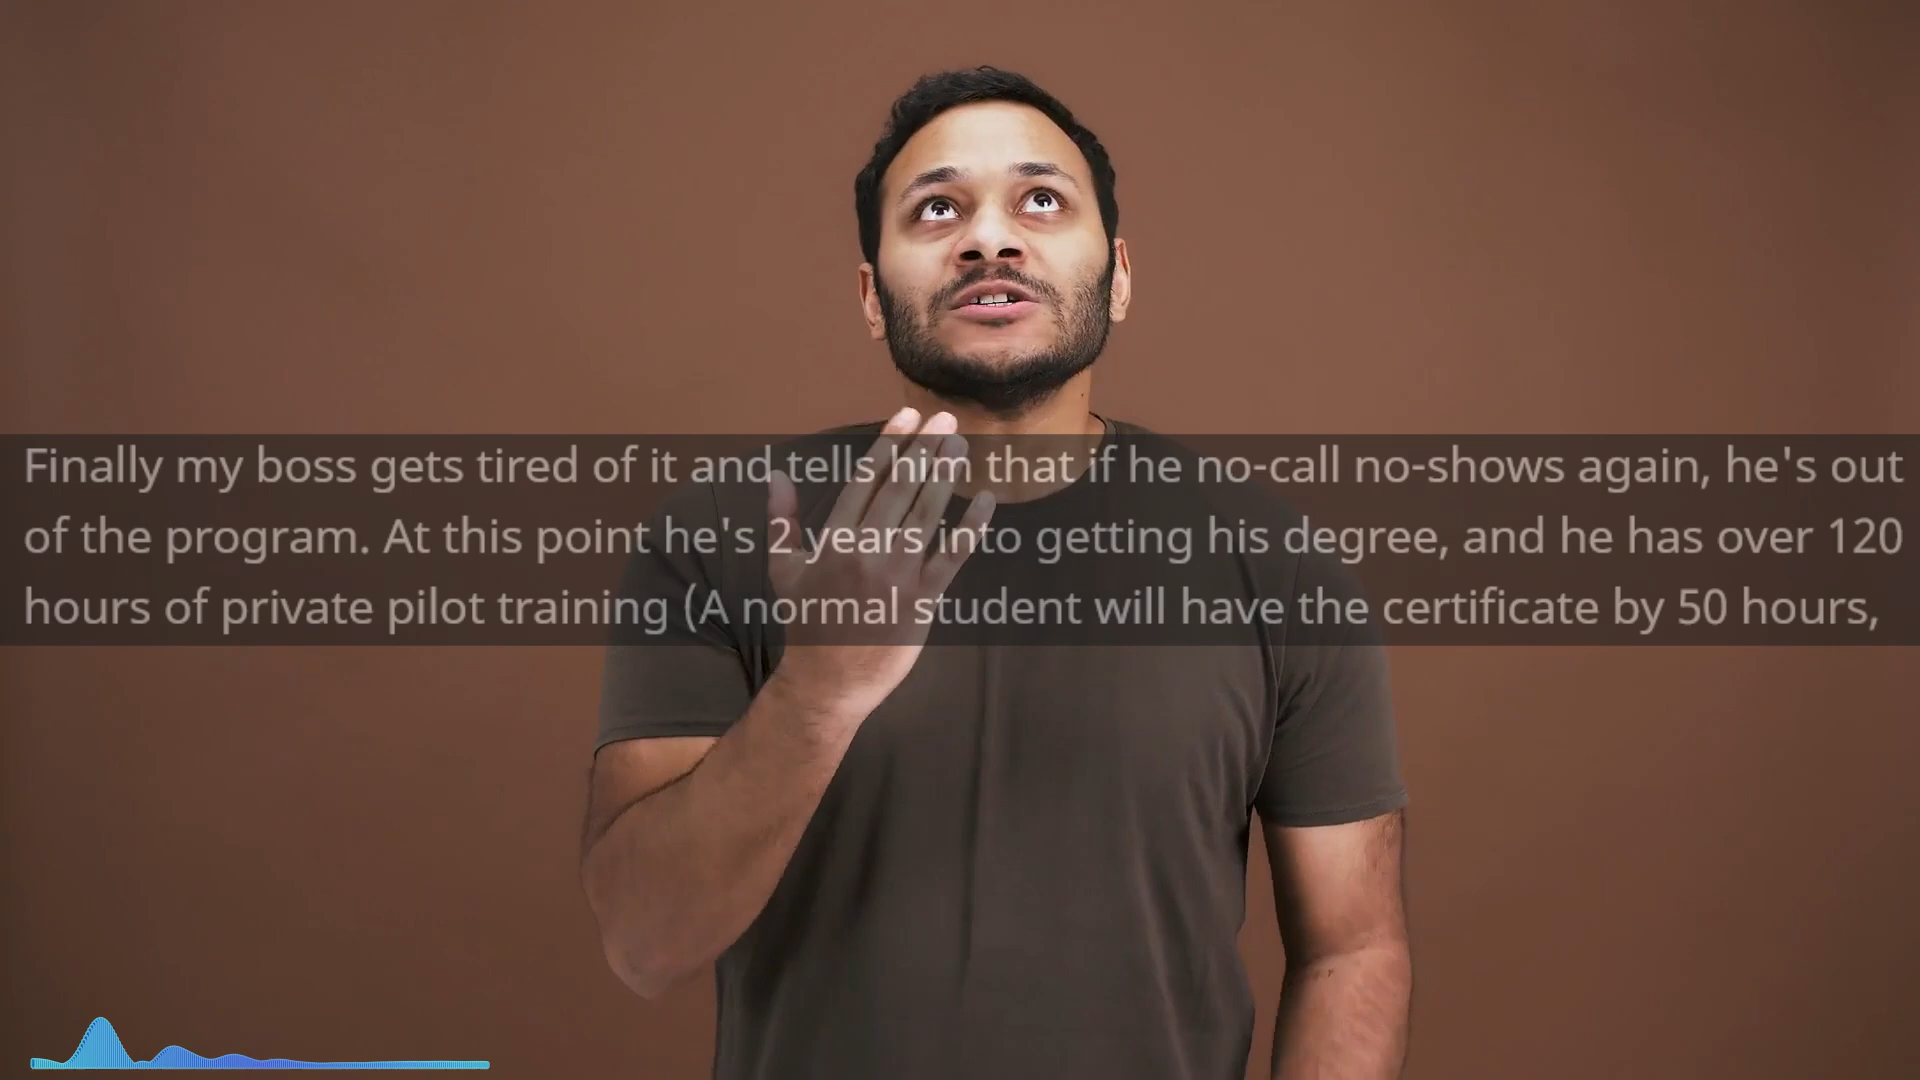 Finally my boss gets tired of it and tells him that if he no-call no-shows again, he's out
of the program. At this point he's 2 years into getting his degree, and he has over 120
hours of private pilot training (A normal student will have the certificate by 50 hours,